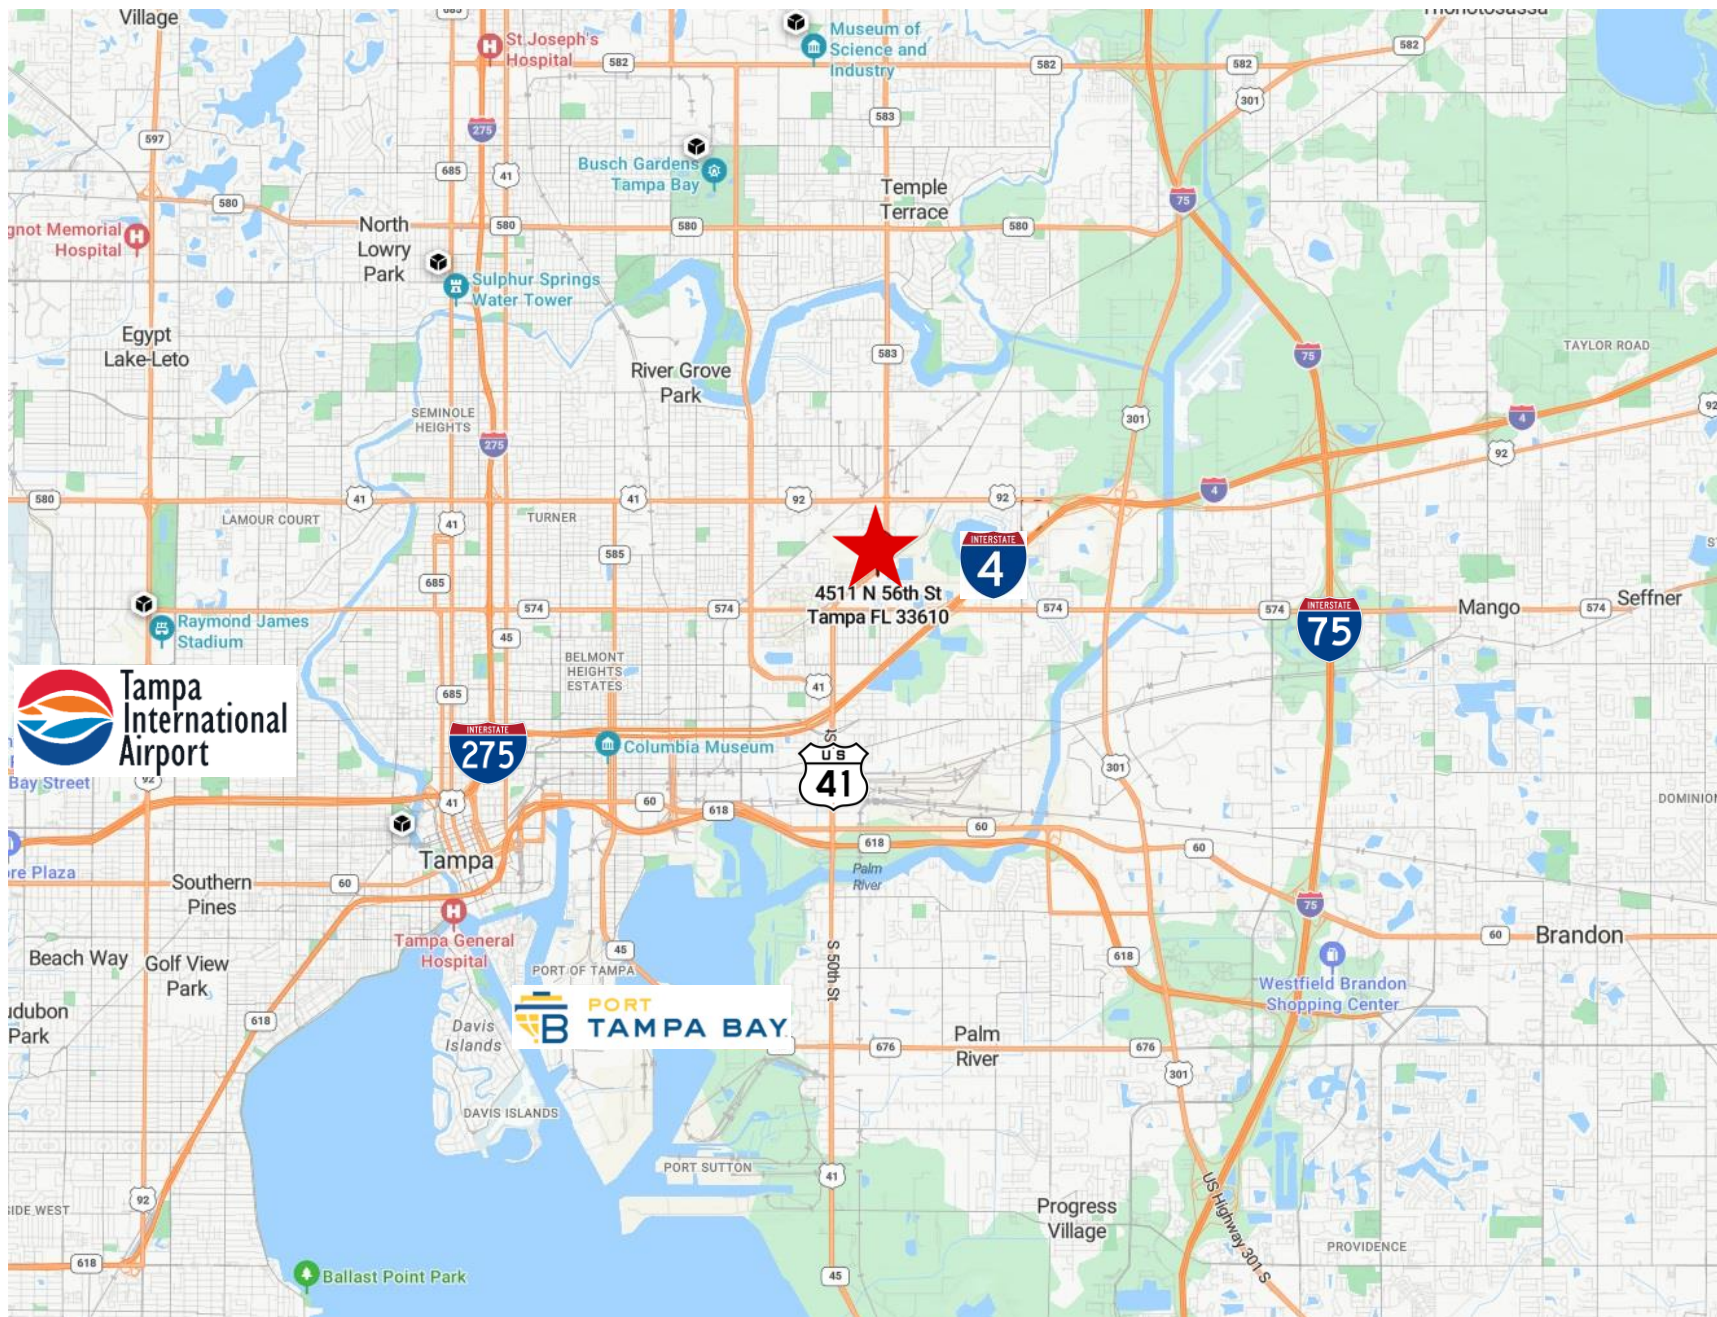 Village
685
Thonotosassa
Museum of
Science and
Industry
St Joseph's
Hospital
582
582
582
582
301
597
583
275
685
41
Busch Gardens
Tampa Bay
Temple
Terrace
75
580
580
580
580
North
Lowry
Park
Memorial
Hospital
Sulphur Springs
Water Tower
Egypt
Lake-Leto
583
75
TAYLOR ROAD
River Grove
Park
SEMINOLE
HEIGHTS
301
4
92
92
275
4
580
41
41
92
92
LAMOUR COURT
41
TURNER
585
INTERSTATE
4
685
4511 N 56th St
Tampa FL 33610
574
574
574
574
574
Mango
Seffner
INTERSTATE
75
Raymond James
Stadium
45
BELMONT
HEIGHTS
ESTATES
Tampa
International
Airport
685
41
INTERSTATE
275
Columbia Museum
St
US
41
301
92
Bay Street
41
60
618
60
DOMINION
618
60
Tampa
Plaza
Palm
River
Southern
Pines
60
75
Tampa General
Hospital
45
S 50th St
60
Brandon
Beach Way
Golf View
Park
PORT OF TAMPA
618
Westfield Brandon
Shopping Center
PORT
TAMPA BAY
Park
618
Davis
Islands
Palm
River
676
676
301
DAVIS ISLANDS
PORT SUTTON
41
92
Progress
Village
US Highway 301 S
WEST
PROVIDENCE
618
Ballast Point Park
45